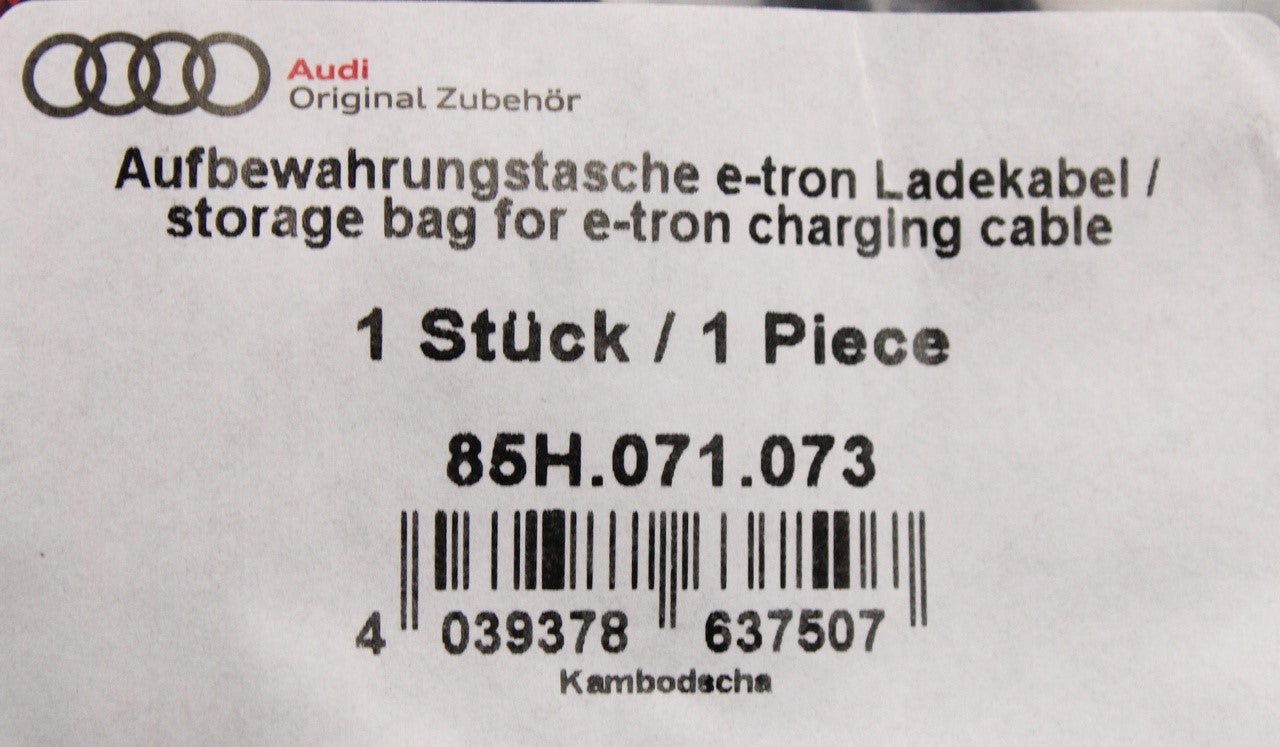 Audi
Original Zubehör
Aufbewahrungstasche e-tron Ladekabel /
storage bag for e-tron charging cable
1 Stück / 1 Piece
85H.071.073
4 039378 637507
Kambodscha